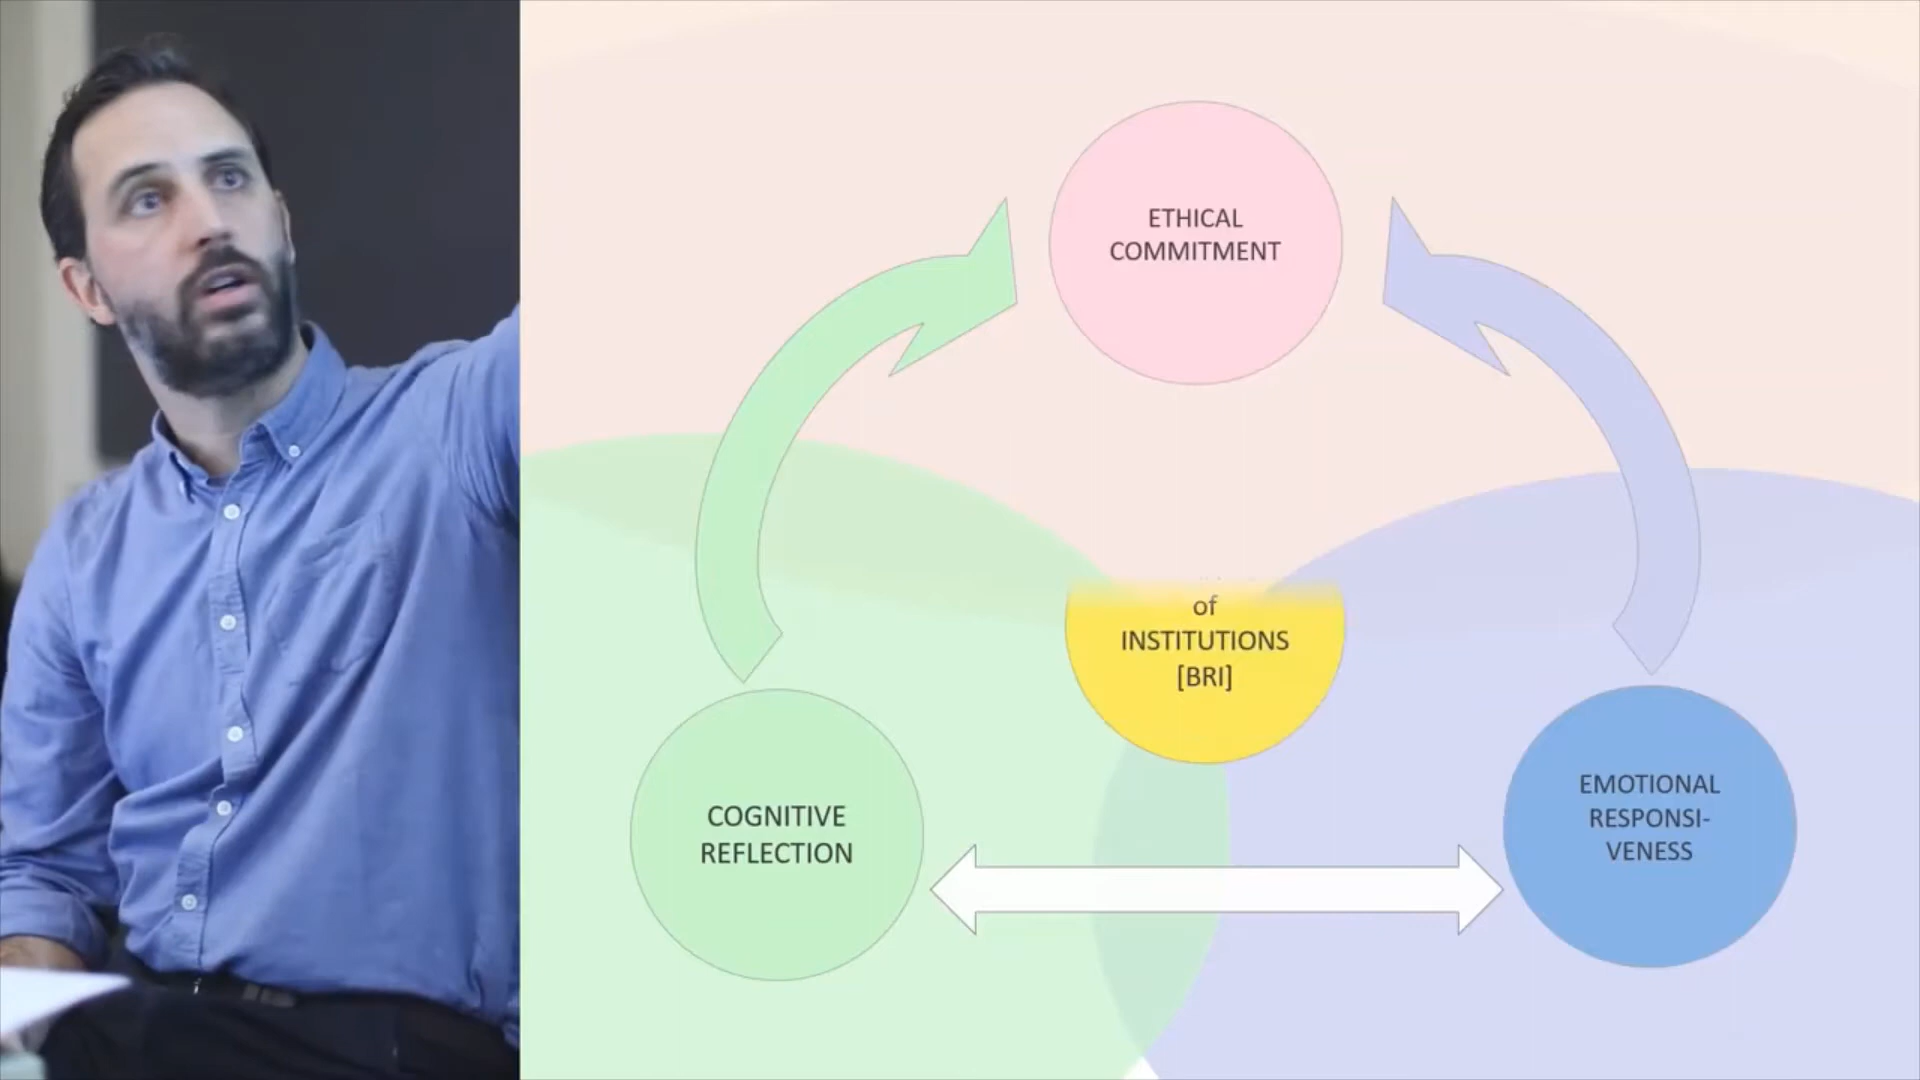 ETHICAL
COMMITMENT
of
INSTITUTIONS
[BRI]
COGNITIVE
REFLECTION
EMOTIONAL
RESPONSI-
VENESS